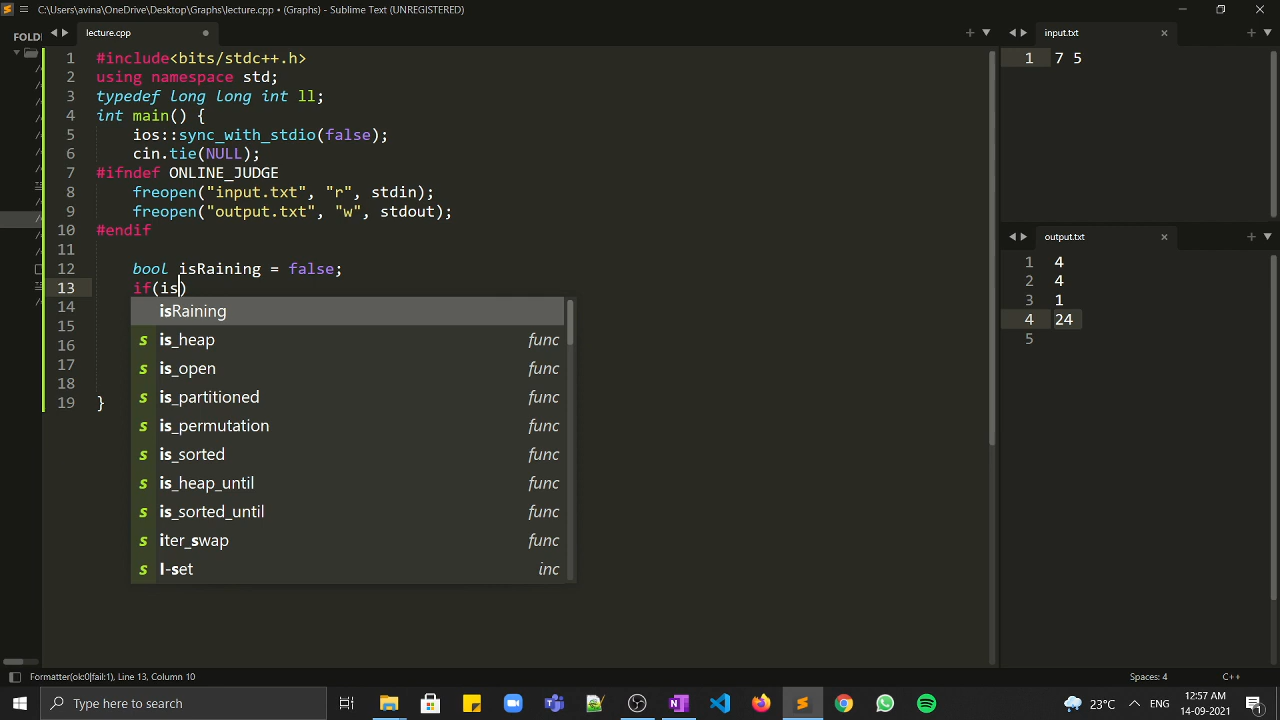 C:\Users\avina\OneDrive\Desktop\Graphs\lecture.cpp • (Graphs) - Sublime Text (UNREGISTERED)
FOLD
lecture.cpp
1 #include<bits/stdc++.h>
2 using namespace std;
3 typedef long long int ll;
4 int main() {
5 ios::sync_with_stdio(false);
6 cin.tie(NULL);
7 #ifndef ONLINE_JUDGE
8 freopen("input.txt", "r", stdin);
9 freopen("output.txt", "w", stdout);
10 #endif
11
12 bool isRaining = false;
13 if(is)
14
15
16
17
18
19 }
isRaining
s is_heap func
s is_open func
s is_partitioned func
s is_permutation func
s is_sorted func
s is_heap_until func
s is_sorted_until func
s iter_swap func
s I-set inc
input.txt
1 7 5
output.txt
1 4
2 4
3 1
4 24
5
Formatter(ok:0|fail:1), Line 13, Column 10
Spaces: 4
C++
Type here to search
23°C
ENG
12:57 AM
14-09-2021
1